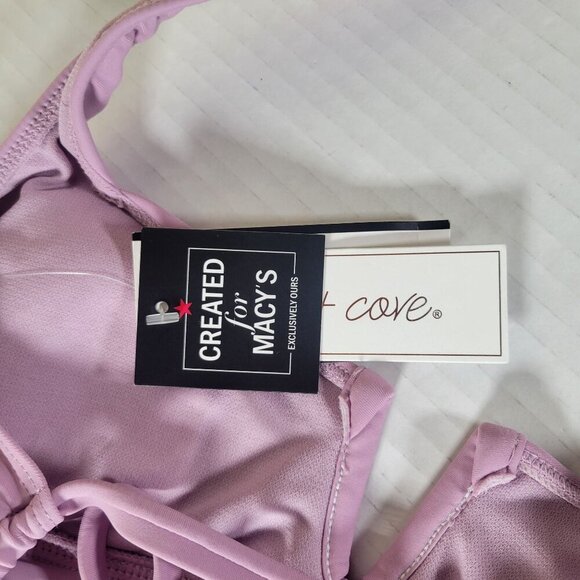 CREATED
for
MACY'S
EXCLUSIVELY OURS
+ cove®